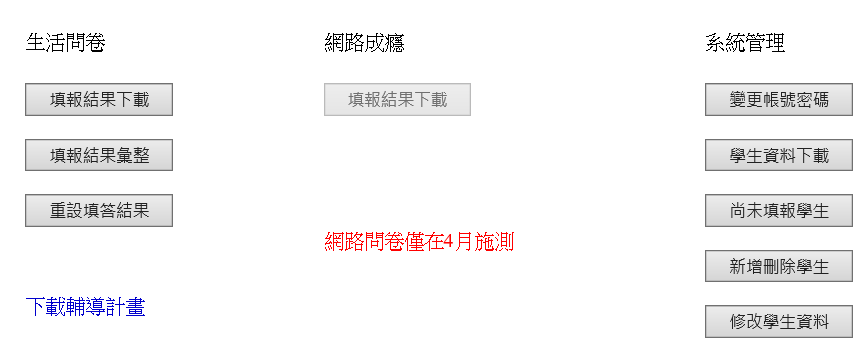 生活問卷
填報結果下載
填報結果彙整
重設填答結果
下載輔導計畫
網路成癮
填報結果下載
網路問卷僅在4月施測
系統管理
變更帳號密碼
學生資料下載
尚未填報學生
新增刪除學生
修改學生資料